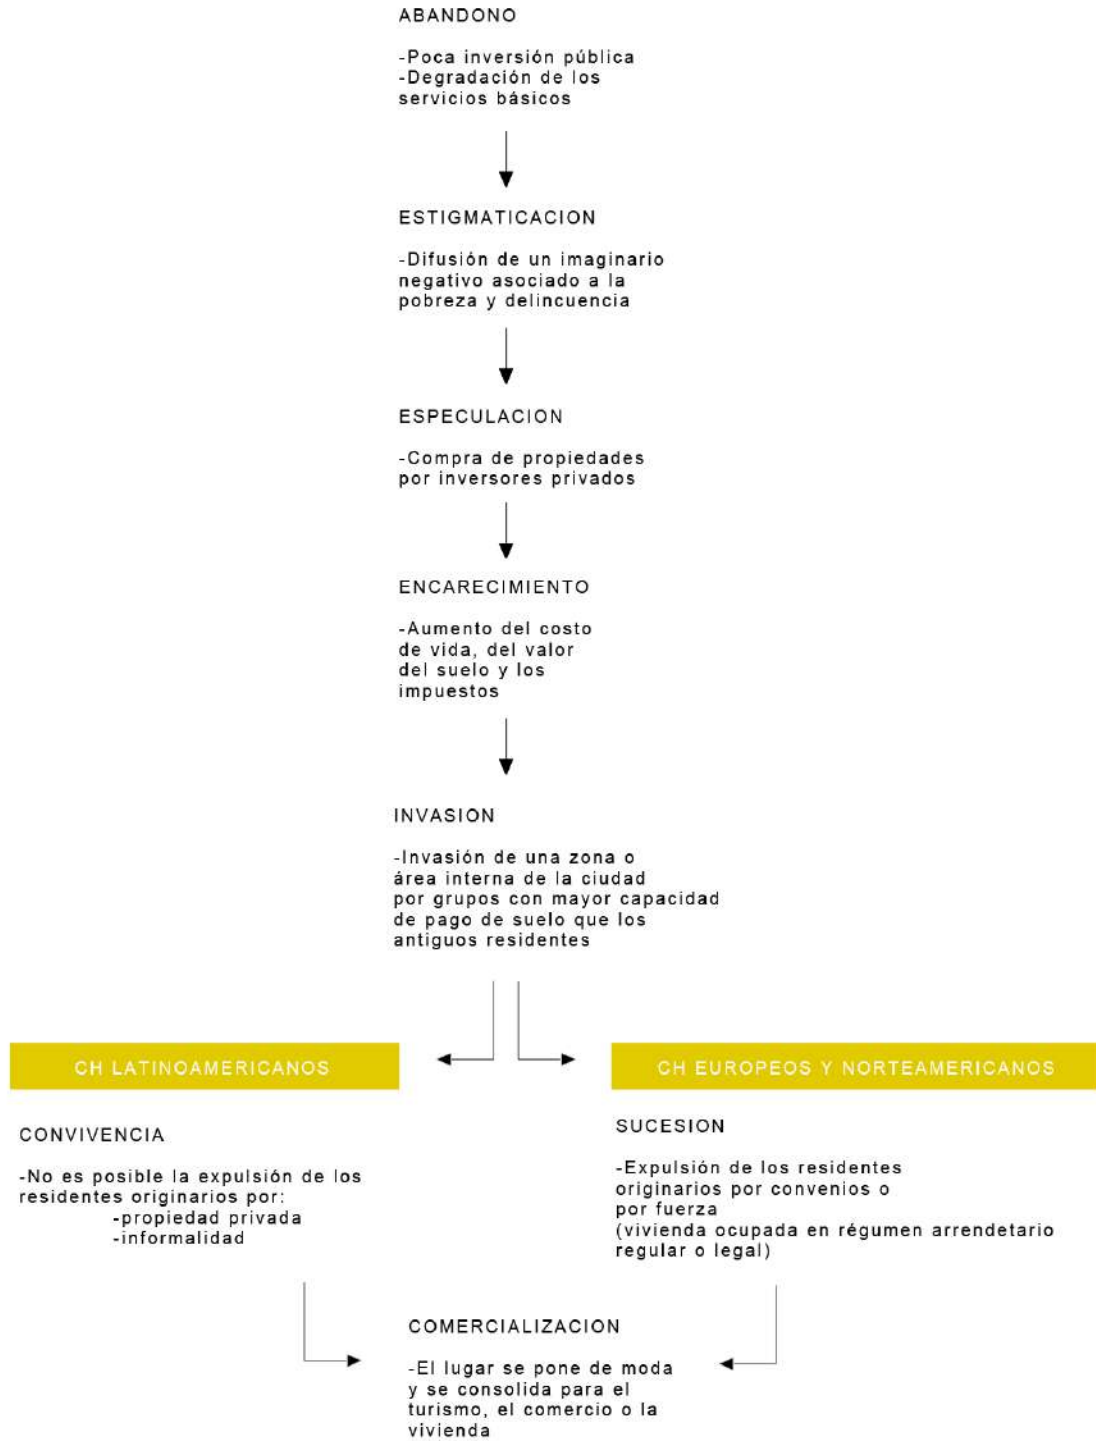 ABANDONO
-Poca inversión pública
-Degradación de los
servicios básicos
ESTIGMATICACION
-Difusión de un imaginario
negativo asociado a la
pobreza y delincuencia
ESPECULACION
-Compra de propiedades
por inversores privados
ENCARECIMIENTO
-Aumento del costo
de vida, del valor
del suelo y los
impuestos
INVASION
-Invasión de una zona o
área interna de la ciudad
por grupos con mayor capacidad
de pago de suelo que los
antiguos residentes
CH LATINOAMERICANOS
CONVIVENCIA
-No es posible la expulsión de los
residentes originarios por:
-propiedad privada
-informalidad
CH EUROPEOS Y NORTEAMERICANOS
SUCESION
-Expulsión de los residentes
originarios por convenios o
por fuerza
(vivienda ocupada en régumen arrendetario
regular o legal)
COMERCIALIZACION
-El lugar se pone de moda
y se consolida para el
turismo, el comercio o la
vivienda